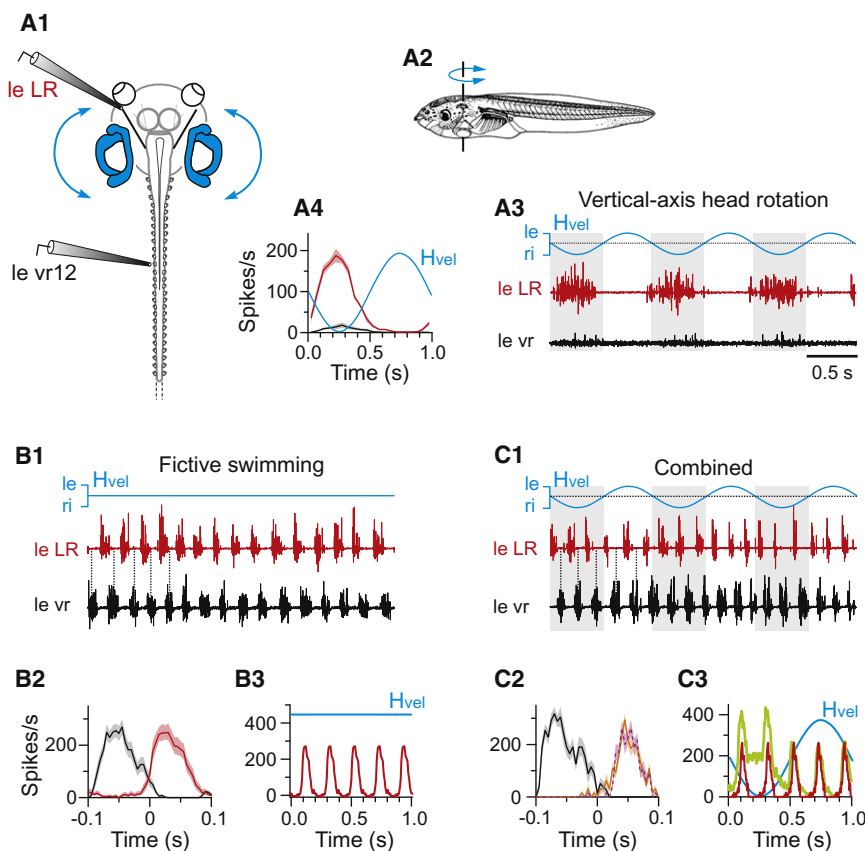 A1
le LR
le vr12
A2
A4
Spikes/s
200
100
0
Hvel
0.0
0.5
1.0
Time (s)
A3
Vertical-axis head rotation
le
ri
Hvel
le LR
le vr
0.5 s
B1
Fictive swimming
le
ri
Hvel
le LR
le vr
C1
Combined
le
ri
Hvel
le LR
le vr
B2
Spikes/s
200
0
-0.1
0
0.1
Time (s)
B3
Hvel
400
200
0
0.0
0.5
1.0
Time (s)
C2
200
0
-0.1
0
0.1
Time (s)
C3
Hvel
400
200
0
0.0
0.5
1.0
Time (s)